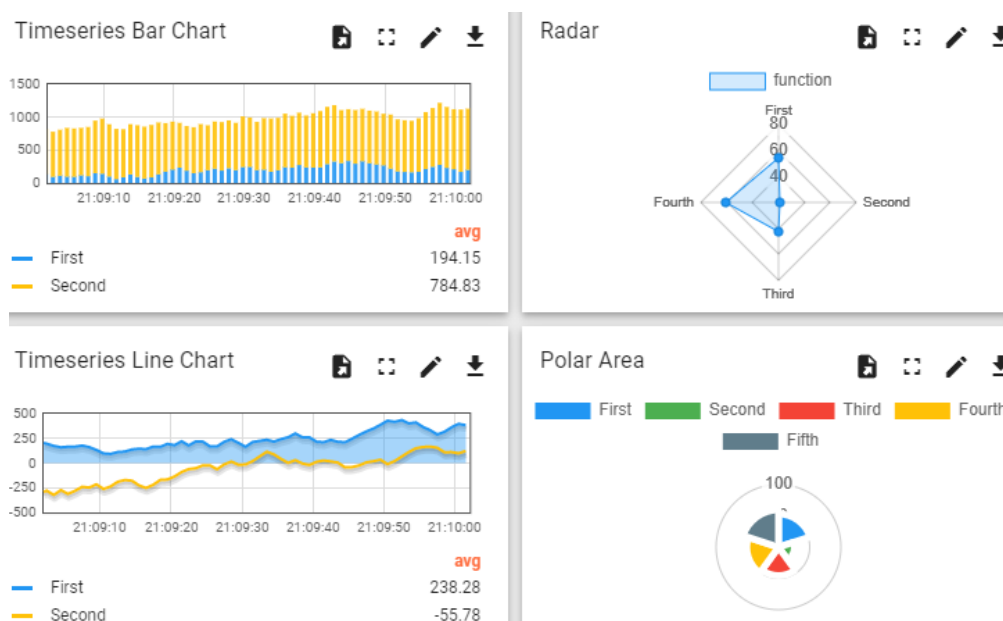 Timeseries Bar Chart
1500
1000
500
0
21:09:10 21:09:20 21:09:30 21:09:40 21:09:50 21:10:00
avg
First 194.15
Second 784.83
Radar
function
First
80
60
40
Fourth Second
Third
Timeseries Line Chart
500
250
0
-250
-500
21:09:10 21:09:20 21:09:30 21:09:40 21:09:50 21:10:00
avg
First 238.28
Second -55.78
Polar Area
First Second Third Fourth
Fifth
100